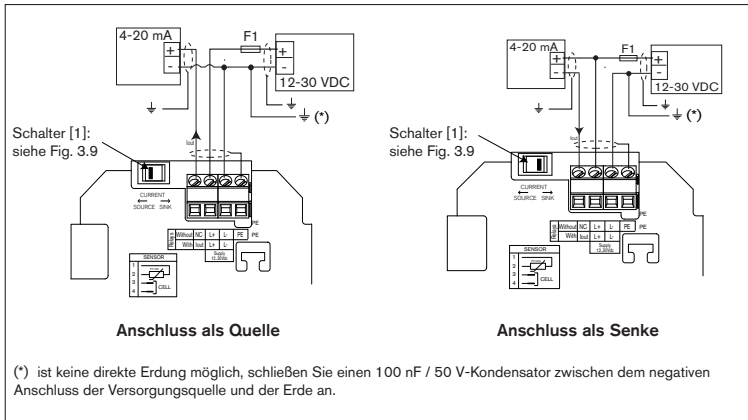 4-20 mA
+
-
F1
+
-
12-30 VDC
(*)
Iout
Schalter [1]:
siehe Fig. 3.9
CURRENT
SOURCE SINK
PE
Relays
Without NC L+ L- PE PE
With Iout L+ L-
Supply
12-30Vdc
SENSOR
1
2
3
4
CELL
Anschluss als Quelle
4-20 mA
+
-
F1
+
-
12-30 VDC
(*)
Iout
Schalter [1]:
siehe Fig. 3.9
CURRENT
SOURCE SINK
PE
Relays
Without NC L+ L- PE PE
With Iout L+ L-
Supply
12-30Vdc
SENSOR
1
2
3
4
CELL
Anschluss als Senke
(*) ist keine direkte Erdung möglich, schließen Sie einen 100 nF / 50 V-Kondensator zwischen dem negativen
Anschluss der Versorgungsquelle und der Erde an.